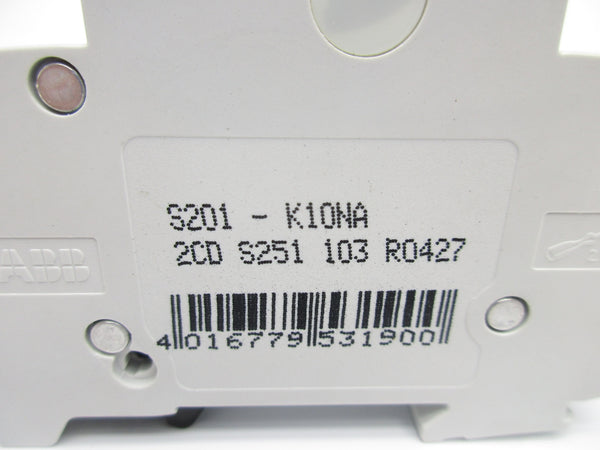 S201 - K10NA
2CD S251 103 R0427
ABB
4 016779 531900